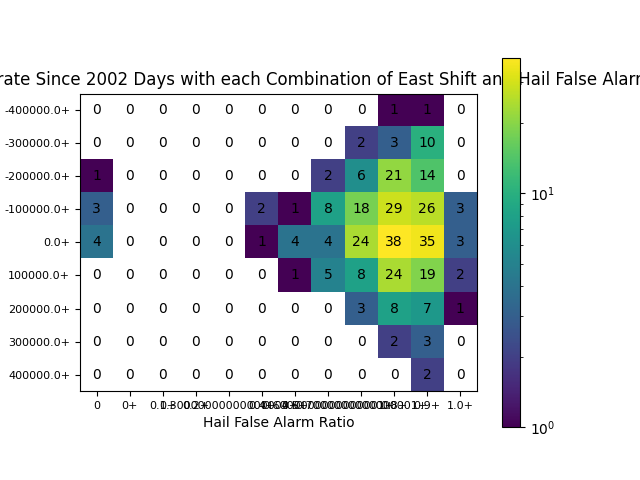 rate Since 2002 Days with each Combination of East Shift and Hail False Alarm
-400000.0+ 0 0 0 0 0 0 0 0 0 1 1 0
-300000.0+ 0 0 0 0 0 0 0 0 2 3 10 0
-200000.0+ 1 0 0 0 0 0 0 2 6 21 14 0
-100000.0+ 3 0 0 0 0 2 1 8 18 29 26 3
0.0+ 4 0 0 0 0 1 4 4 24 38 35 3
100000.0+ 0 0 0 0 0 0 1 5 8 24 19 2
200000.0+ 0 0 0 0 0 0 0 0 3 8 7 1
300000.0+ 0 0 0 0 0 0 0 0 0 2 3 0
400000.0+ 0 0 0 0 0 0 0 0 0 0 2 0
0 0+ 1.0+
Hail False Alarm Ratio
10^1
10^0